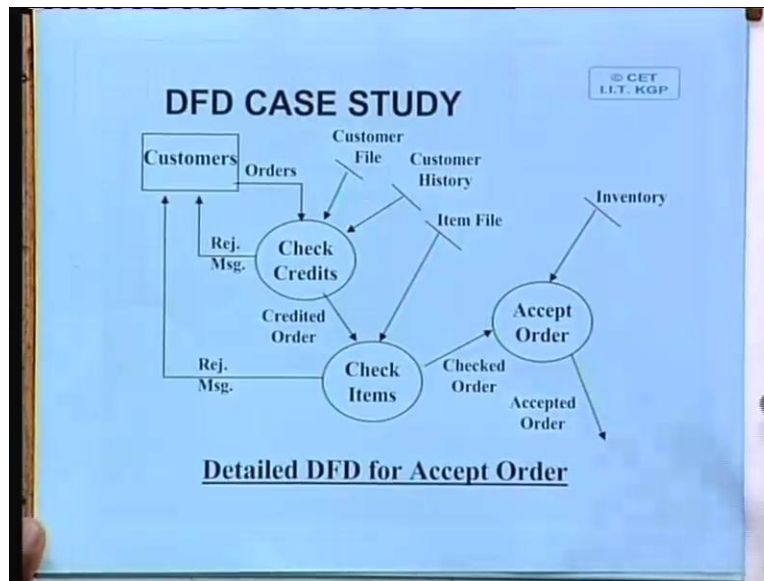 © CET
I.I.T. KGP
DFD CASE STUDY
Customers
Orders
Customer
File
Customer
History
Item File
Inventory
Rej.
Msg.
Check
Credits
Credited
Order
Accept
Order
Rej.
Msg.
Check
Items
Checked
Order
Accepted
Order
Detailed DFD for Accept Order